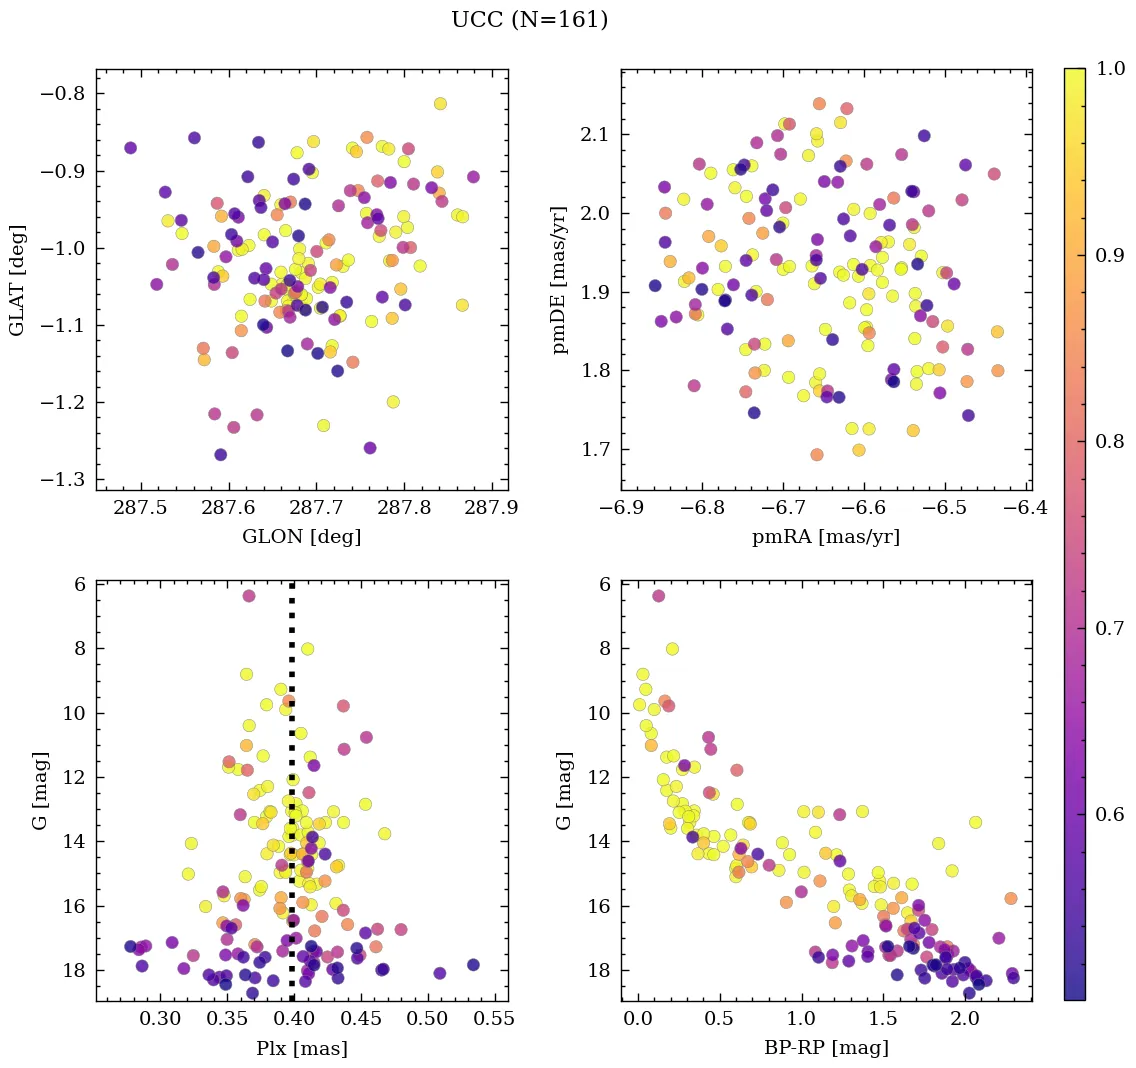 UCC (N=161)
−0.8
−0.9
−1.0
−1.1
−1.2
−1.3
GLAT [deg]
287.5 287.6 287.7 287.8 287.9
GLON [deg]
2.1
2.0
1.9
1.8
1.7
pmDE [mas/yr]
−6.9 −6.8 −6.7 −6.6 −6.5 −6.4
pmRA [mas/yr]
6
8
10
12
14
16
18
G [mag]
0.30 0.35 0.40 0.45 0.50 0.55
Plx [mas]
6
8
10
12
14
16
18
G [mag]
0.0 0.5 1.0 1.5 2.0
BP-RP [mag]
1.0
0.9
0.8
0.7
0.6